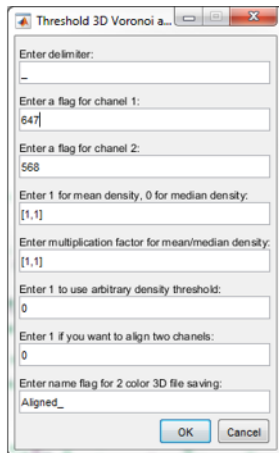 Threshold 3D Voronoi a...
Enter delimiter:
_
Enter a flag for chanel 1:
647
Enter a flag for chanel 2:
568
Enter 1 for mean density, 0 for median density:
[1,1]
Enter multiplication factor for mean/median density:
[1,1]
Enter 1 to use arbitrary density threshold:
0
Enter 1 if you want to align two chanels:
0
Enter name flag for 2 color 3D file saving:
Aligned_
OK Cancel